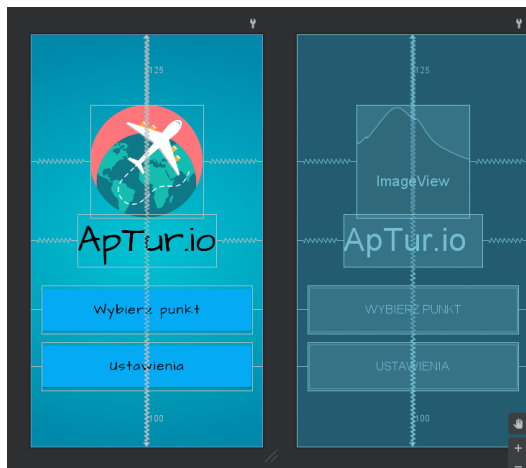 125
ApTur.io
Wybierz punkt
Ustawienia
100
125
ImageView
ApTur.io
WYBIERZ PUNKT
USTAWIENIA
100